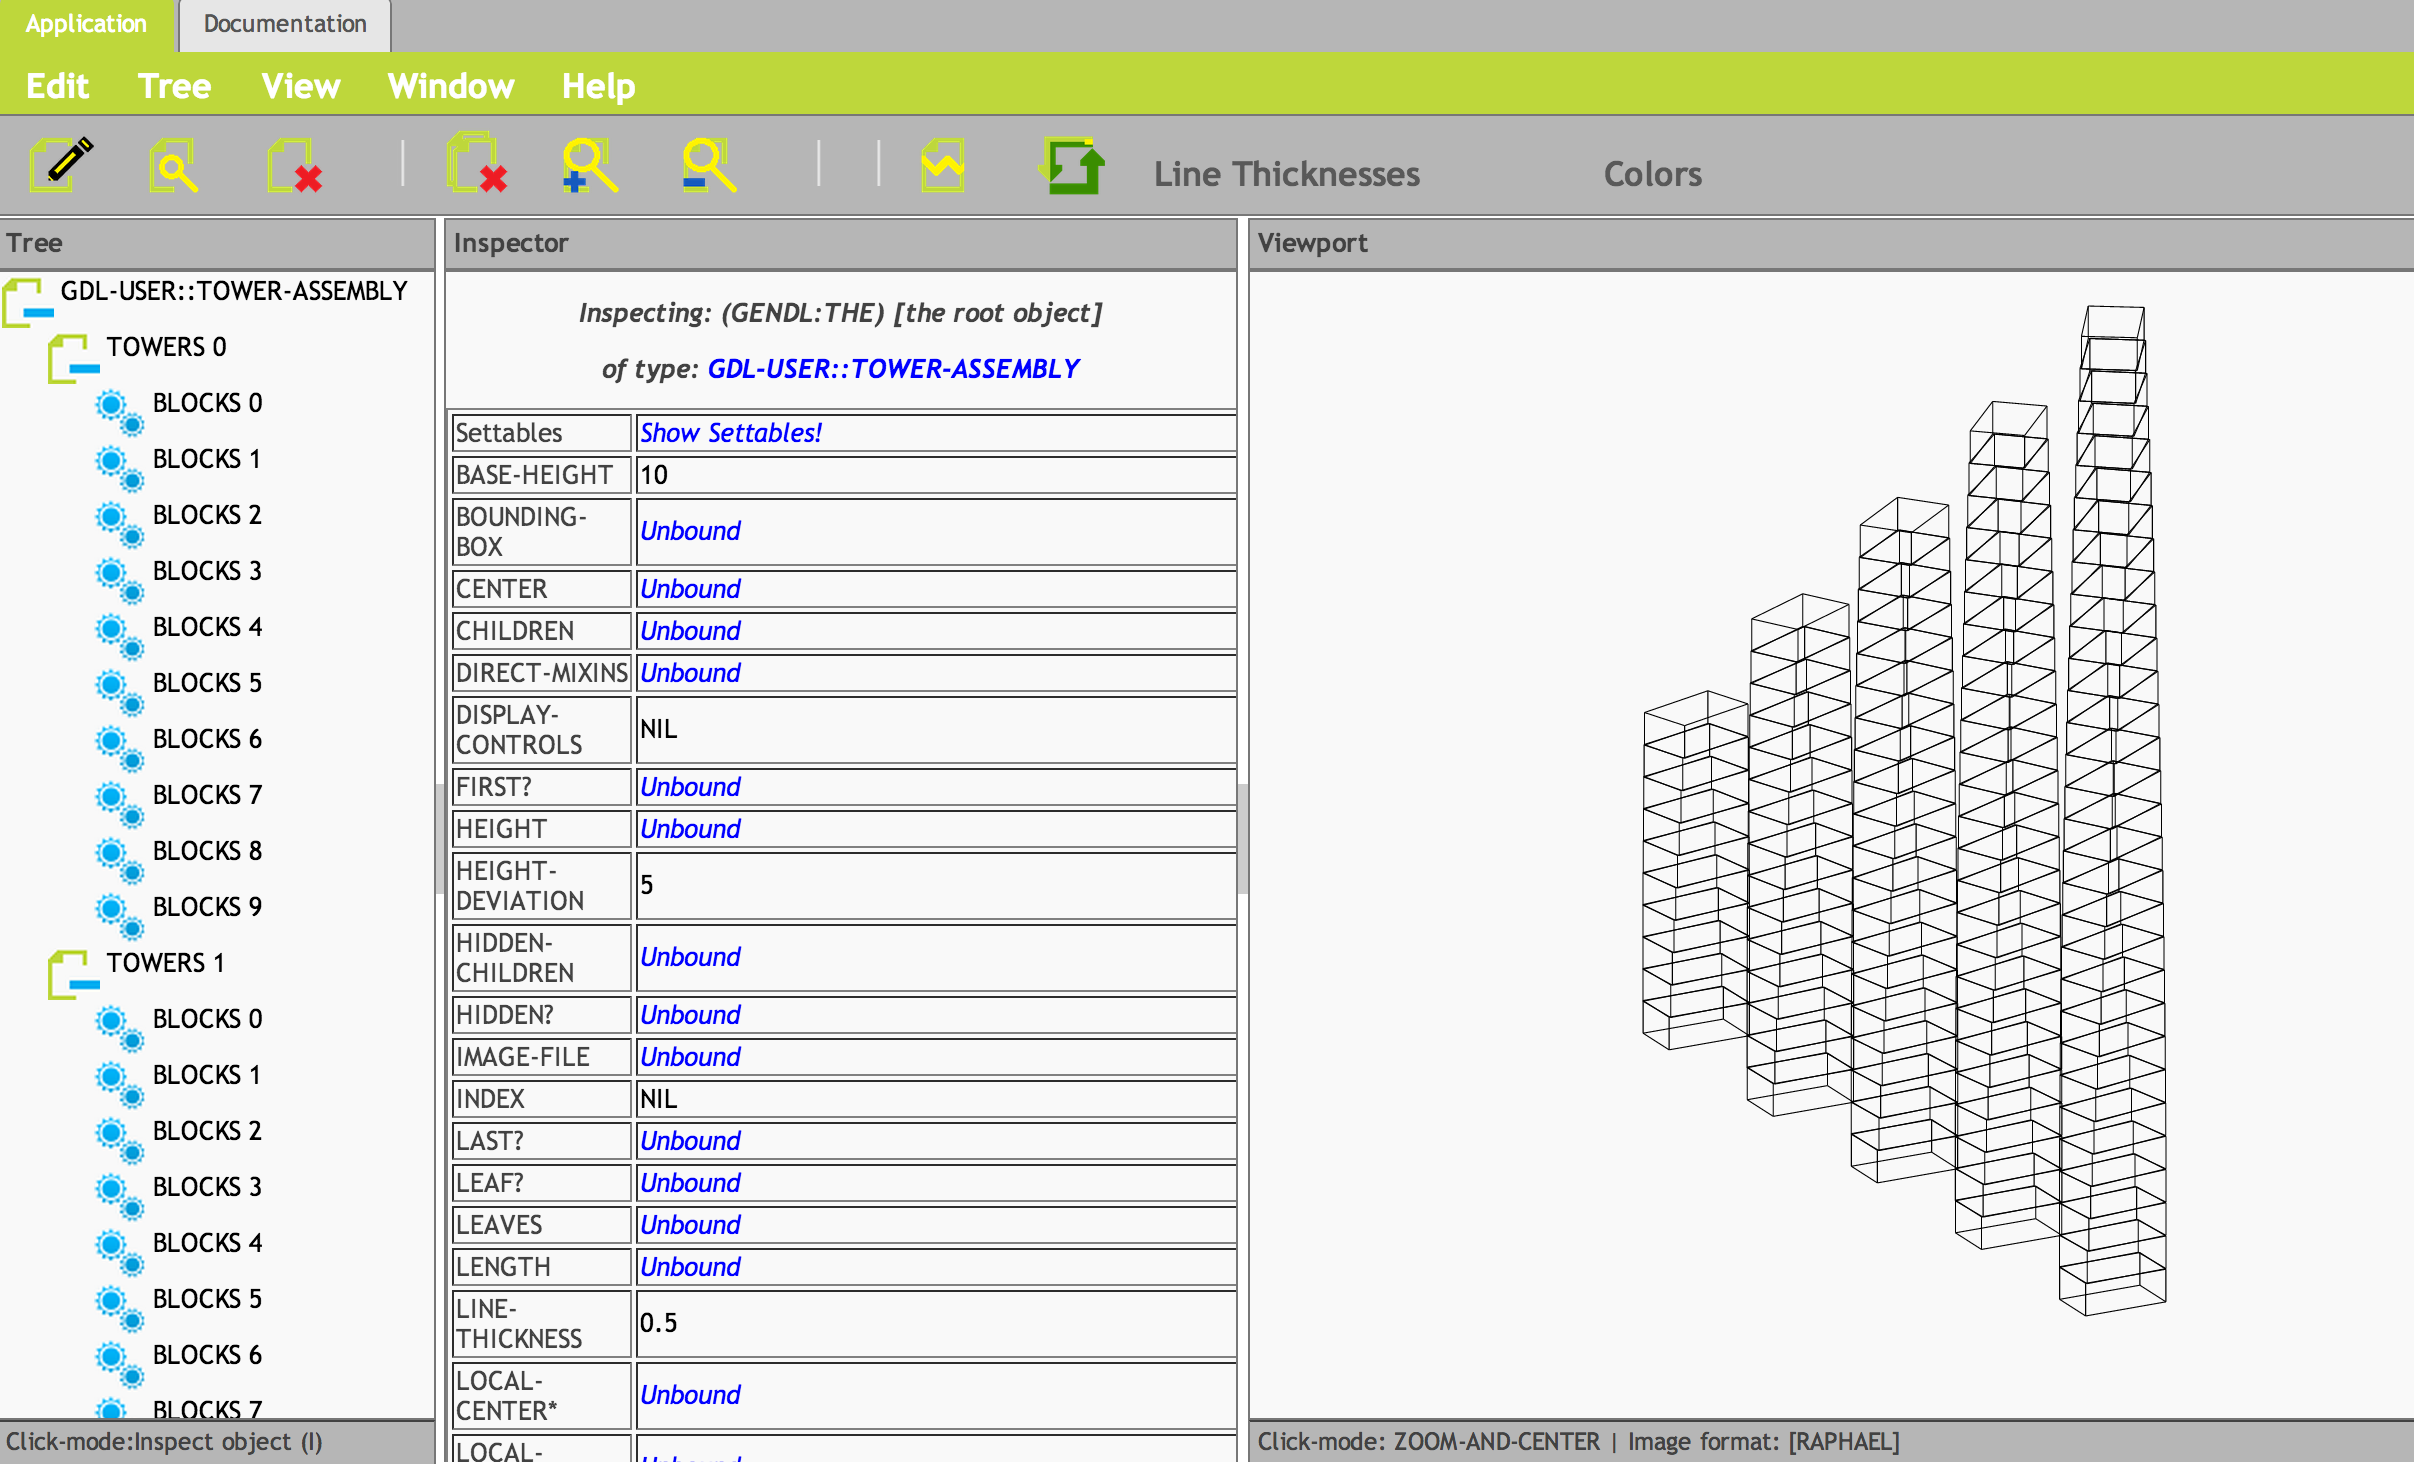 Application
Documentation
Edit
Tree
View
Window
Help
Line Thicknesses
Colors
Tree
GDL-USER::TOWER-ASSEMBLY
TOWERS 0
BLOCKS 0
BLOCKS 1
BLOCKS 2
BLOCKS 3
BLOCKS 4
BLOCKS 5
BLOCKS 6
BLOCKS 7
BLOCKS 8
BLOCKS 9
TOWERS 1
BLOCKS 0
BLOCKS 1
BLOCKS 2
BLOCKS 3
BLOCKS 4
BLOCKS 5
BLOCKS 6
BLOCKS 7
Click-mode:Inspect object (I)
Inspector
Inspecting: (GENDL:THE) [the root object]
of type: GDL-USER::TOWER-ASSEMBLY
Settables
Show Settables!
BASE-HEIGHT
10
BOUNDING-
BOX
Unbound
CENTER
Unbound
CHILDREN
Unbound
DIRECT-MIXINS
Unbound
DISPLAY-
CONTROLS
NIL
FIRST?
Unbound
HEIGHT
Unbound
HEIGHT-
DEVIATION
5
HIDDEN-
CHILDREN
Unbound
HIDDEN?
Unbound
IMAGE-FILE
Unbound
INDEX
NIL
LAST?
Unbound
LEAF?
Unbound
LEAVES
Unbound
LENGTH
Unbound
LINE-
THICKNESS
0.5
LOCAL-
CENTER*
Unbound
LOCAL-
Viewport
Click-mode: ZOOM-AND-CENTER | Image format: [RAPHAEL]